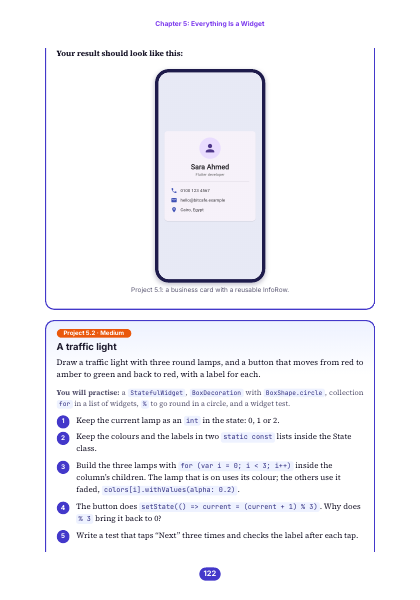 Chapter 5: Everything Is a Widget
Your result should look like this:
Sara Ahmed
Flutter developer
0100 123 4567
hello@bitcafe.example
Cairo, Egypt
Project 5.1: a business card with a reusable InfoRow.
Project 5.2 · Medium
A traffic light
Draw a traffic light with three round lamps, and a button that moves from red to
amber to green and back to red, with a label for each.
You will practise: a StatefulWidget, BoxDecoration with BoxShape.circle, collection
for in a list of widgets, % to go round in a circle, and a widget test.
1 Keep the current lamp as an int in the state: 0, 1 or 2.
2 Keep the colours and the labels in two static const lists inside the State
class.
3 Build the three lamps with for (var i = 0; i < 3; i++) inside the
column's children. The lamp that is on uses its colour; the others use it
faded, colors[i].withValues(alpha: 0.2).
4 The button does setState(() => current = (current + 1) % 3). Why does
% 3 bring it back to 0?
5 Write a test that taps “Next” three times and checks the label after each tap.
122